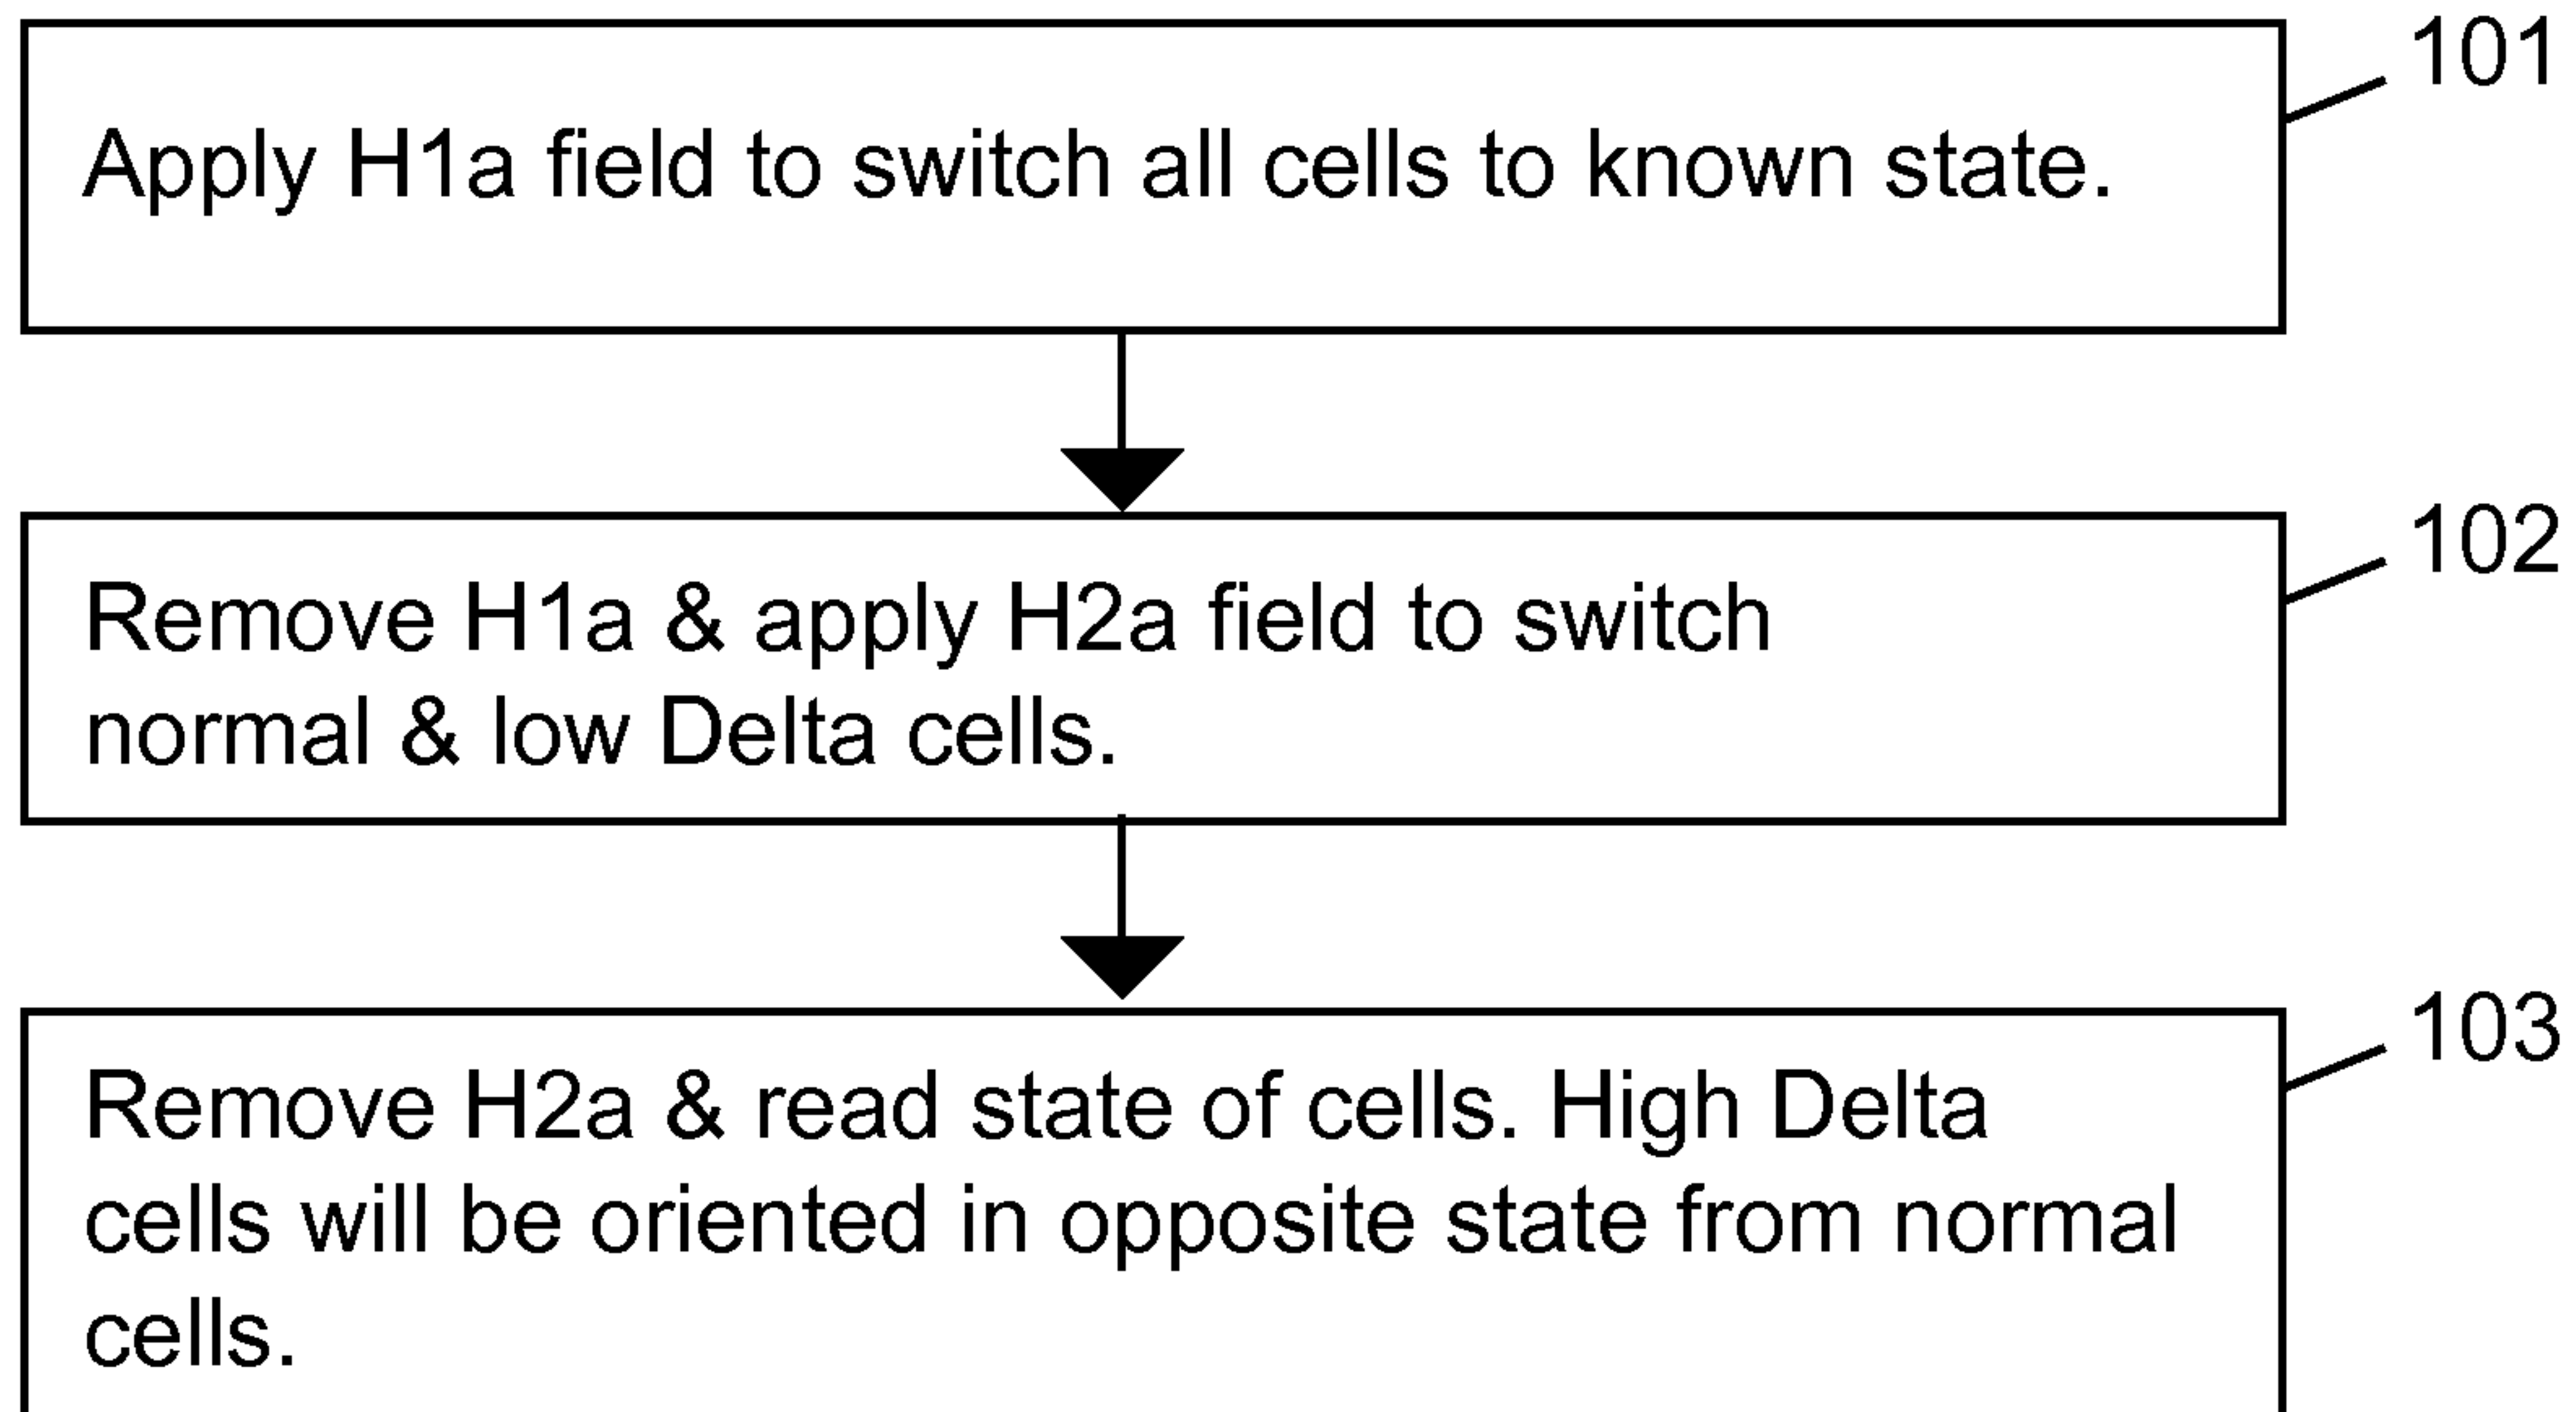 101
Apply H1a field to switch all cells to known state.
102
Remove H1a & apply H2a field to switch
normal & low Delta cells.
103
Remove H2a & read state of cells. High Delta
cells will be oriented in opposite state from normal
cells.